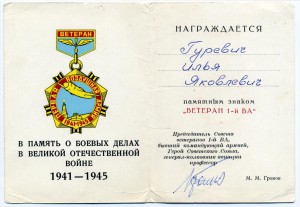 ВЕТЕРАН
В ПАМЯТЬ О БОЕВЫХ ДЕЛАХ
В ВЕЛИКОЙ ОТЕЧЕСТВЕННОЙ
ВОЙНЕ
1941—1945
НАГРАЖДАЕТСЯ
Гуревич
Илья
Яковлевич
памятным знаком
"ВЕТЕРАН 1-й ВА"
Председатель Совета
ветеранов 1-й ВА,
бывший командующий армией,
Герой Советского Союза,
генерал-полковник авиации
профессор
М. М. Громов